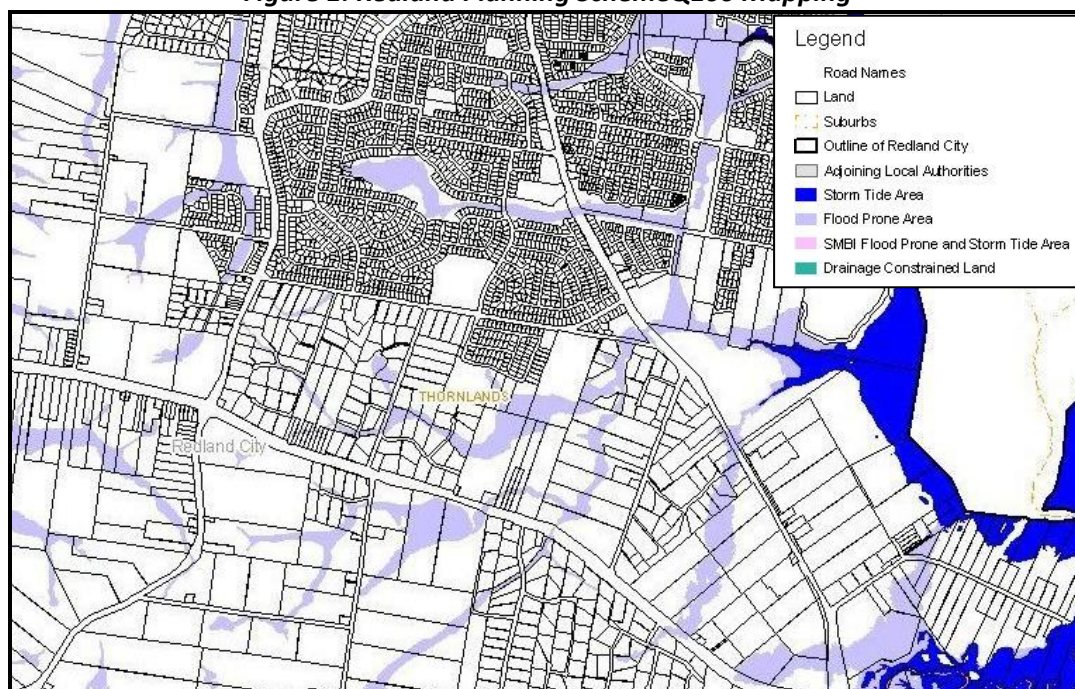 Figure 2: Redland Planning SchemeQ100 Mapping
Legend
Road Names
Land
Suburbs
Outline of Redland City
Adjoining Local Authorities
Storm Tide Area
Flood Prone Area
SMBI Flood Prone and Storm Tide Area
Drainage Constrained Land
THORNLANDS
Redland City